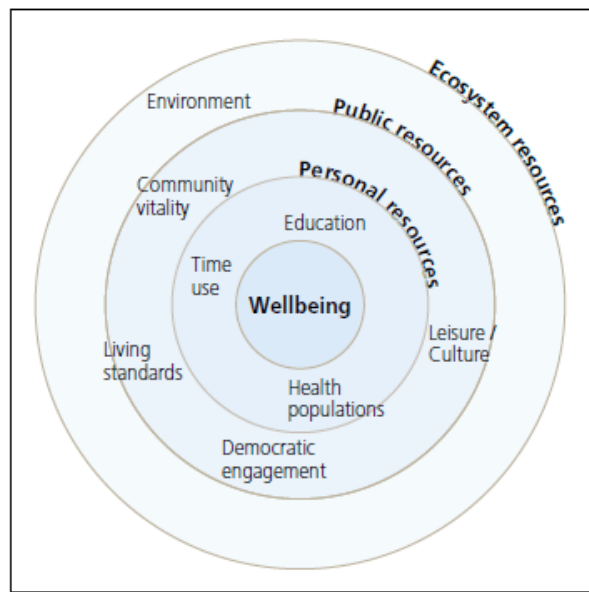 Ecosystem resources
Environment
Public resources
Personal resources
Community
vitality
Education
Time
use
Wellbeing
Leisure /
Culture
Living
standards
Health
populations
Democratic
engagement